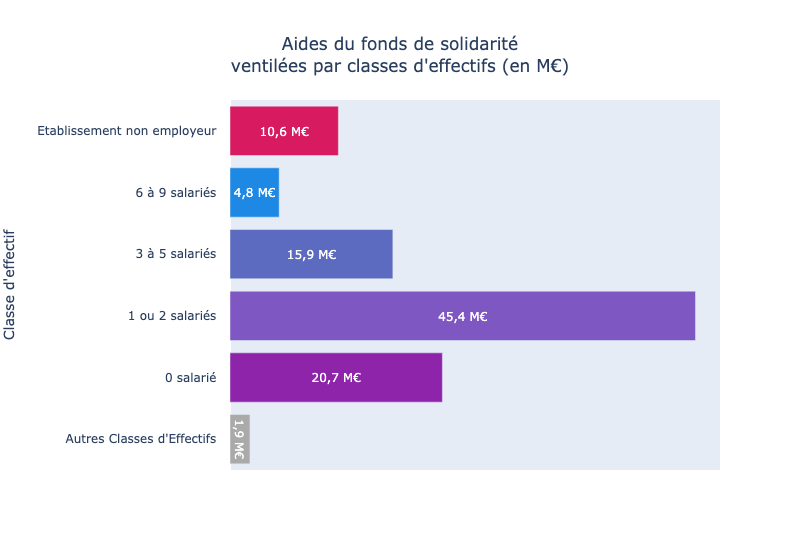 Aides du fonds de solidarité
ventilées par classes d'effectifs (en M€)
Classe d'effectif
Etablissement non employeur
10,6 M€
6 à 9 salariés
4,8 M€
3 à 5 salariés
15,9 M€
1 ou 2 salariés
45,4 M€
0 salarié
20,7 M€
Autres Classes d'Effectifs
1,9 M€